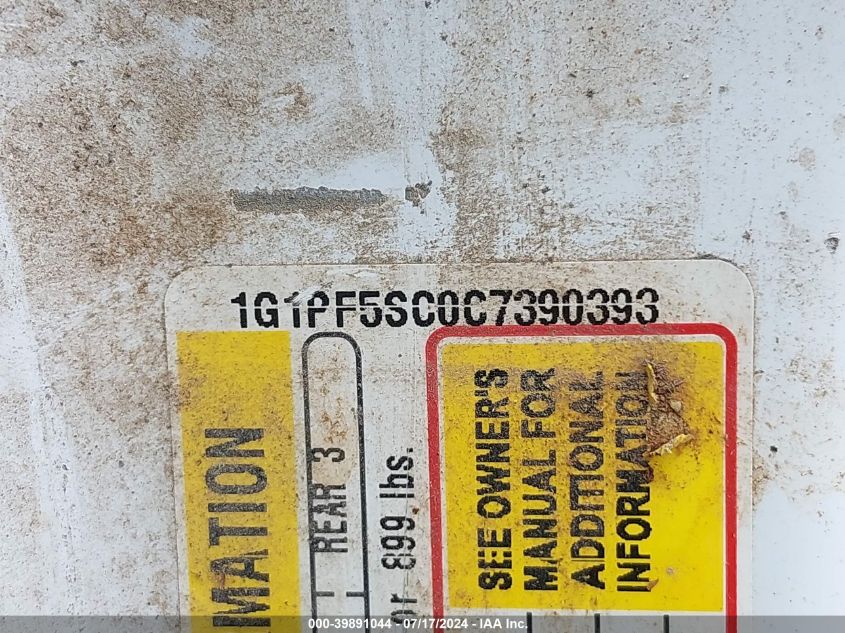 1G1PF5SC0C7390393
MATION
REAR 3
or 899 lbs.
SEE OWNER'S
MANUAL FOR
ADDITIONAL
INFORMATION
000-39891044 / 07/17/2024 - IAA Inc.